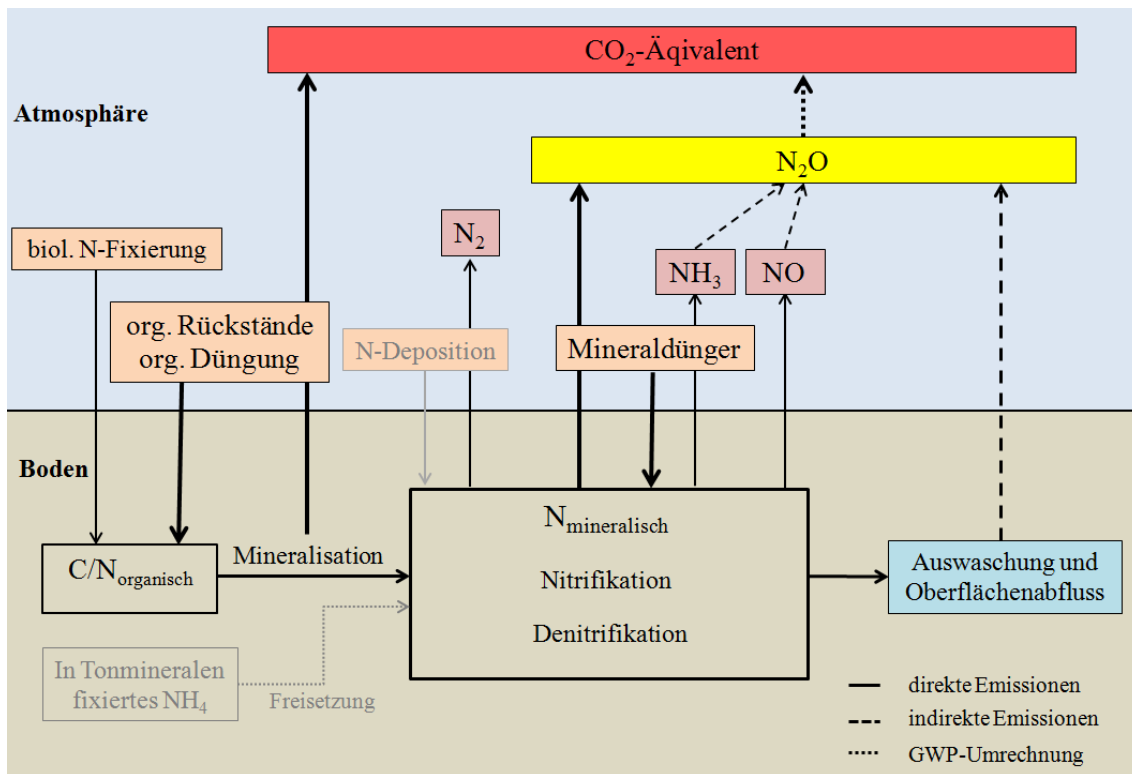 CO₂-Äqivalent
Atmosphäre
N₂O
biol. N-Fixierung
N₂
NH₃
NO
org. Rückstände
org. Düngung
N-Deposition
Mineraldünger
Boden
C/Norganisch
Mineralisation
Nmineralisch
Nitrifikation
Denitrifikation
Auswaschung und
Oberflächenabfluss
In Tonmineralen
fixiertes NH₄
Freisetzung
direkte Emissionen
indirekte Emissionen
GWP-Umrechnung